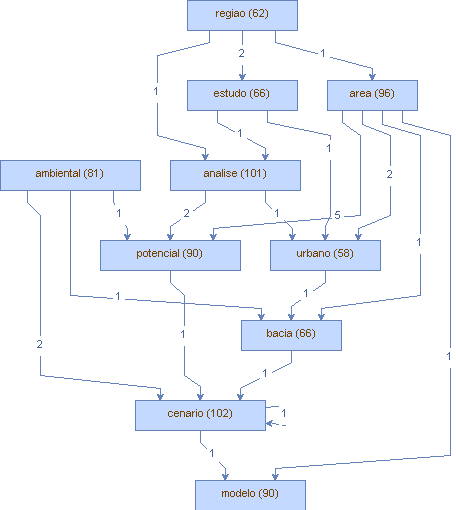 regiao (62)
1
2
1
estudo (66)
area (96)
1
1
5
2
1
1
ambiental (81)
analise (101)
1
2
1
potencial (90)
urbano (58)
1
1
2
1
bacia (66)
1
cenario (102)
1
1
modelo (90)